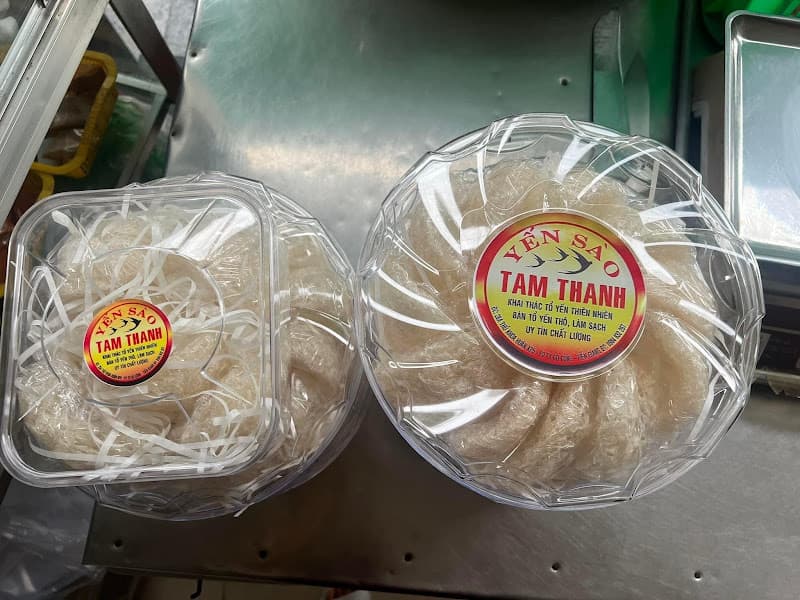 YẾN SÀO
TAM THANH
KHAI THÁC TỔ YẾN THIÊN NHIÊN
BÁN TỔ YẾN THÔ, LÀM SẠCH
UY TÍN CHẤT LƯỢNG
YẾN SÀO
TAM THANH
KHAI THÁC TỔ YẾN THIÊN NHIÊN
BÁN TỔ YẾN THÔ, LÀM SẠCH
UY TÍN CHẤT LƯỢNG